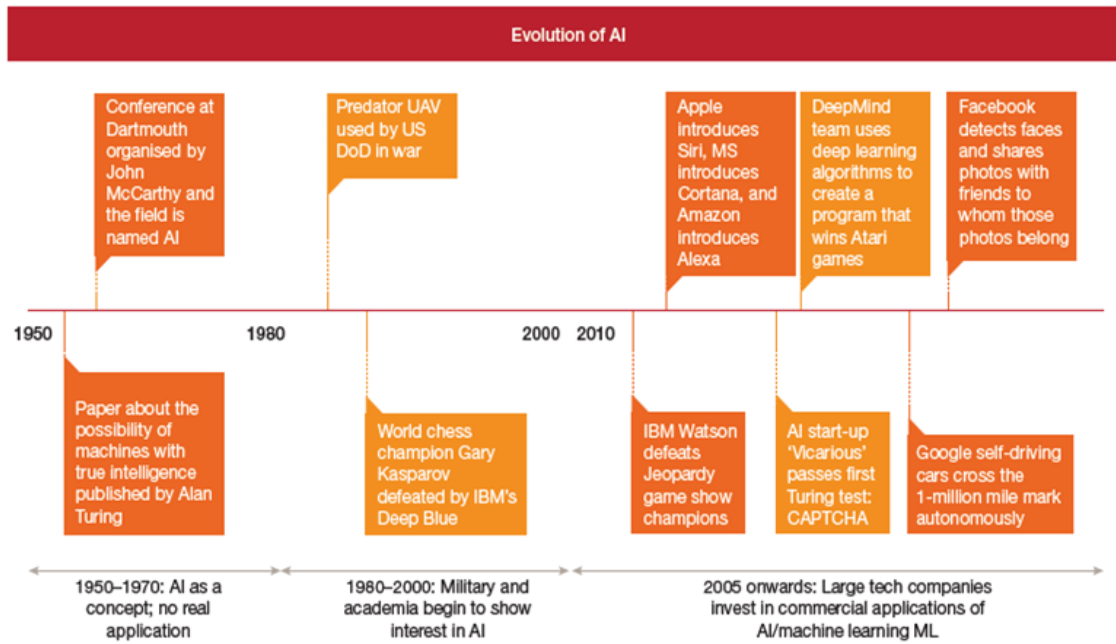 Evolution of AI
Conference at
Dartmouth
organised by
John
McCarthy and
the field is
named AI
Predator UAV
used by US
DoD in war
Apple
introduces
Siri, MS
introduces
Cortana, and
Amazon
introduces
Alexa
DeepMind
team uses
deep learning
algorithms to
create a
program that
wins Atari
games
Facebook
detects faces
and shares
photos with
friends to
whom those
photos belong
1950
1980
2000
2010
Paper about the
possibility of
machines with
true intelligence
published by Alan
Turing
World chess
champion Gary
Kasparov
defeated by IBM's
Deep Blue
IBM Watson
defeats
Jeopardy
game show
champions
AI start-up
'Vicarious'
passes first
Turing test:
CAPTCHA
Google self-driving
cars cross the
1-million mile mark
autonomously
1950–1970: AI as a
concept; no real
application
1980–2000: Military and
academia begin to show
interest in AI
2005 onwards: Large tech companies
invest in commercial applications of
AI/machine learning ML